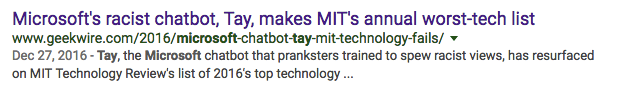 Microsoft's racist chatbot, Tay, makes MIT's annual worst-tech list
www.geekwire.com/2016/microsoft-chatbot-tay-mit-technology-fails/
Dec 27, 2016 - Tay, the Microsoft chatbot that pranksters trained to spew racist views, has resurfaced
on MIT Technology Review's list of 2016's top technology ...